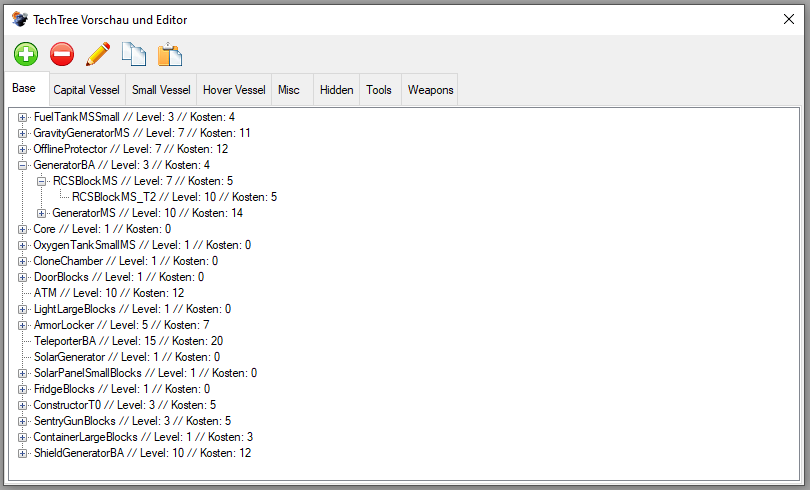 TechTree Vorschau und Editor
Base Capital Vessel Small Vessel Hover Vessel Misc Hidden Tools Weapons
FuelTankMSSmall // Level: 3 // Kosten: 4
GravityGeneratorMS // Level: 7 // Kosten: 11
OfflineProtector // Level: 7 // Kosten: 12
GeneratorBA // Level: 3 // Kosten: 4
RCSBlockMS // Level: 7 // Kosten: 5
RCSBlockMS_T2 // Level: 10 // Kosten: 5
GeneratorMS // Level: 10 // Kosten: 14
Core // Level: 1 // Kosten: 0
OxygenTankSmallMS // Level: 1 // Kosten: 0
CloneChamber // Level: 1 // Kosten: 0
DoorBlocks // Level: 1 // Kosten: 0
ATM // Level: 10 // Kosten: 12
LightLargeBlocks // Level: 1 // Kosten: 0
ArmorLocker // Level: 5 // Kosten: 7
TeleporterBA // Level: 15 // Kosten: 20
SolarGenerator // Level: 1 // Kosten: 0
SolarPanelSmallBlocks // Level: 1 // Kosten: 0
FridgeBlocks // Level: 1 // Kosten: 0
ConstructorT0 // Level: 3 // Kosten: 5
SentryGunBlocks // Level: 3 // Kosten: 5
ContainerLargeBlocks // Level: 1 // Kosten: 3
ShieldGeneratorBA // Level: 10 // Kosten: 12